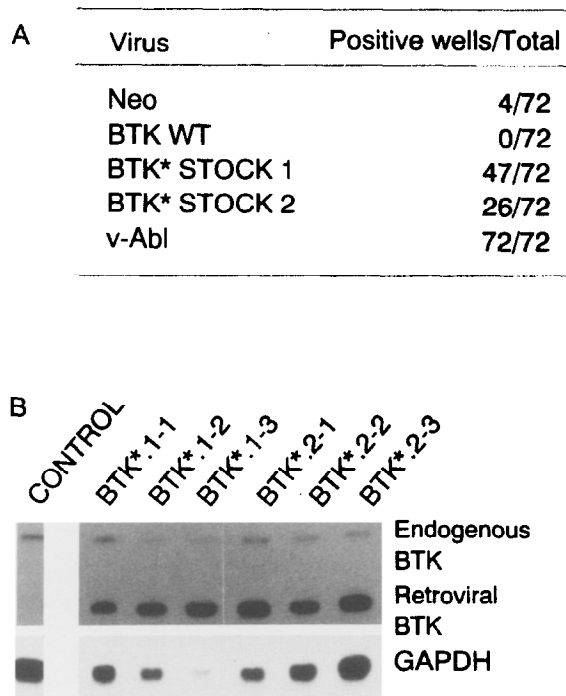 A
Virus Positive wells/Total
Neo 4/72
BTK WT 0/72
BTK* STOCK 1 47/72
BTK* STOCK 2 26/72
v-Abl 72/72
B
CONTROL BTK*.1-1 BTK*.1-2 BTK*.1-3 BTK*.2-1 BTK*.2-2 BTK*.2-3
Endogenous
BTK
Retroviral
BTK
GAPDH